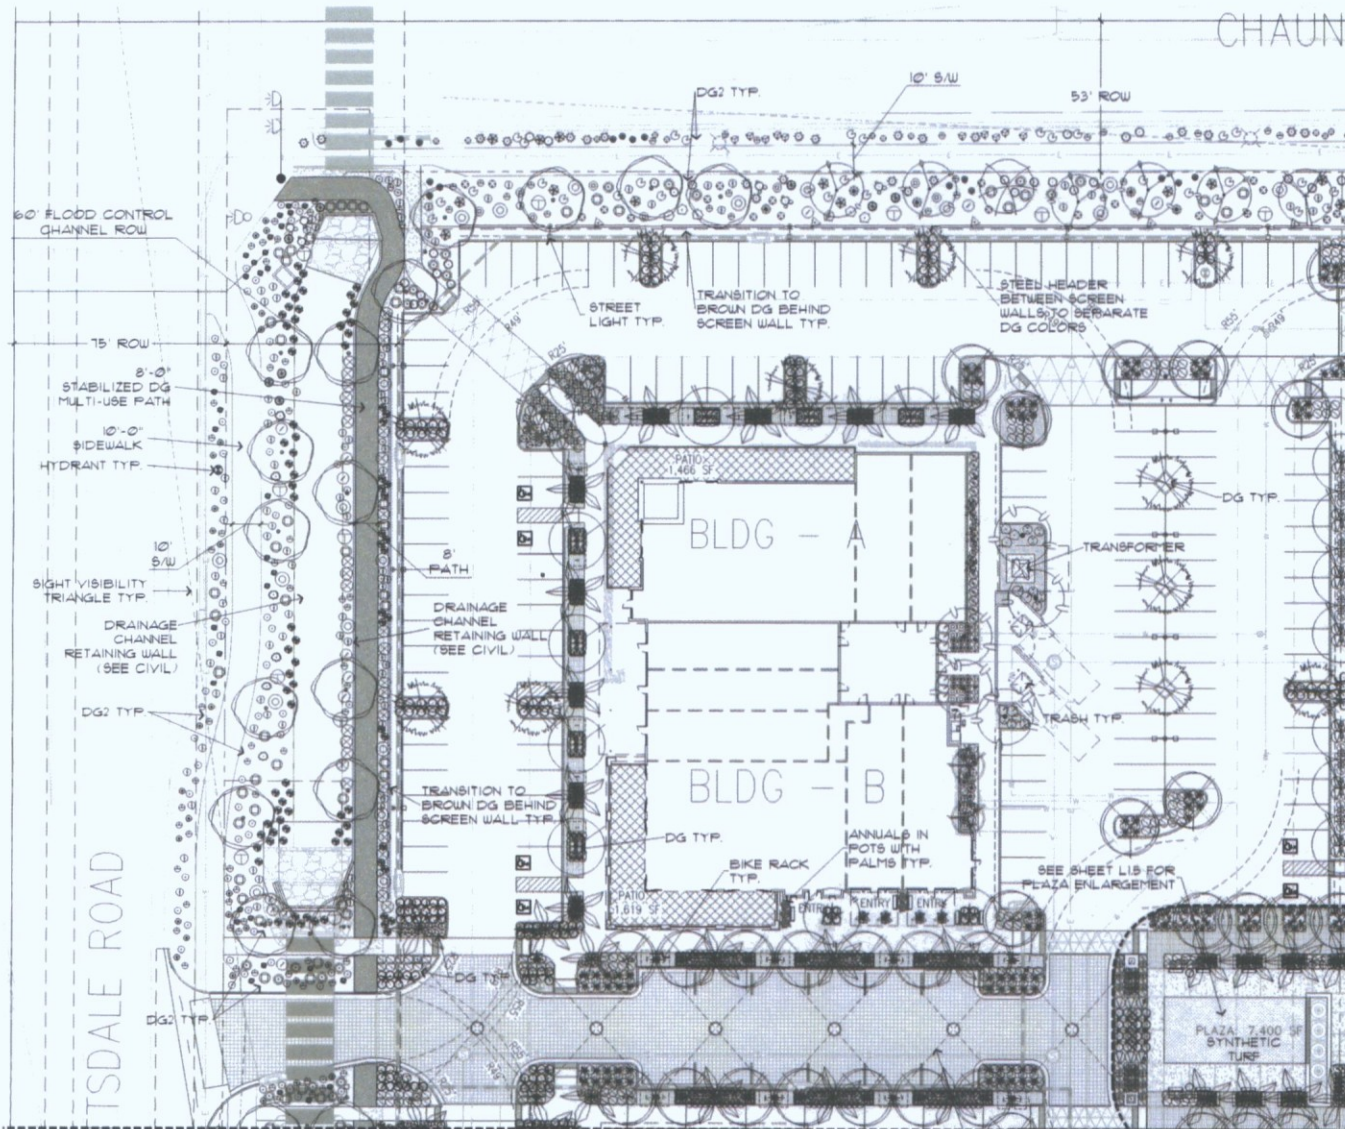 CHAUN
10' S/W
DG2 TYP.
53' ROW
60' FLOOD CONTROL
CHANNEL ROW
STREET
LIGHT TYP.
TRANSITION TO
BROWN DG BEHIND
SCREEN WALL TYP.
STEEL HEADER
BETWEEN SCREEN
WALLS TO SEPARATE
DG COLORS
R55'
R49'
R25'
R55'
R49'
R25'
75' ROW
8'-0"
STABILIZED DG
MULTI-USE PATH
10'-0"
SIDEWALK
HYDRANT TYP.
PATIO
1,466 SF
DG TYP.
BLDG - A
TRANSFORMER
10'
S/W
8'
PATH
SIGHT VISIBILITY
TRIANGLE TYP.
DRAINAGE
CHANNEL
RETAINING WALL
(SEE CIVIL)
DRAINAGE
CHANNEL
RETAINING WALL
(SEE CIVIL)
DG2 TYP.
TRASH TYP.
BLDG - B
TRANSITION TO
BROWN DG BEHIND
SCREEN WALL TYP.
DG TYP.
BIKE RACK
TYP.
ANNUALS IN
POTS WITH
PALMS TYP.
SEE SHEET L1.B FOR
PLAZA ENLARGEMENT
PATIO
1,619 SF
ENTRY
ENTRY
ENTRY
TSDALE ROAD
DG TYP.
DG2 TYP.
PLAZA: 7,400 SF
SYNTHETIC
TURF